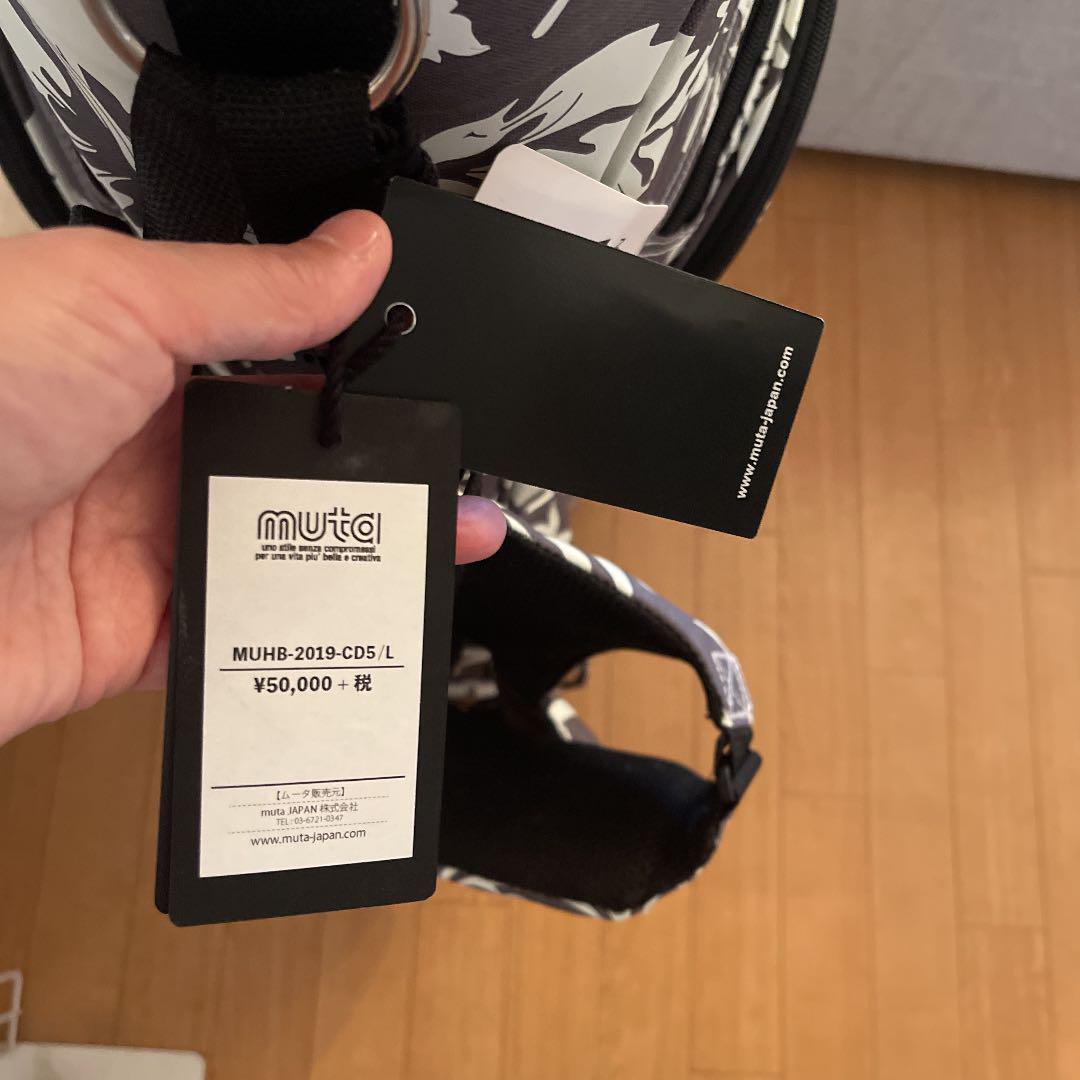 www.muta-japan.com
muta
uno stile senza compromessi
per una vita piu' bella e creativa
MUHB-2019-CD5/L
¥50,000 + 税
【ムータ販売元】
muta JAPAN 株式会社
TEL:03-6721-0347
www.muta-japan.com